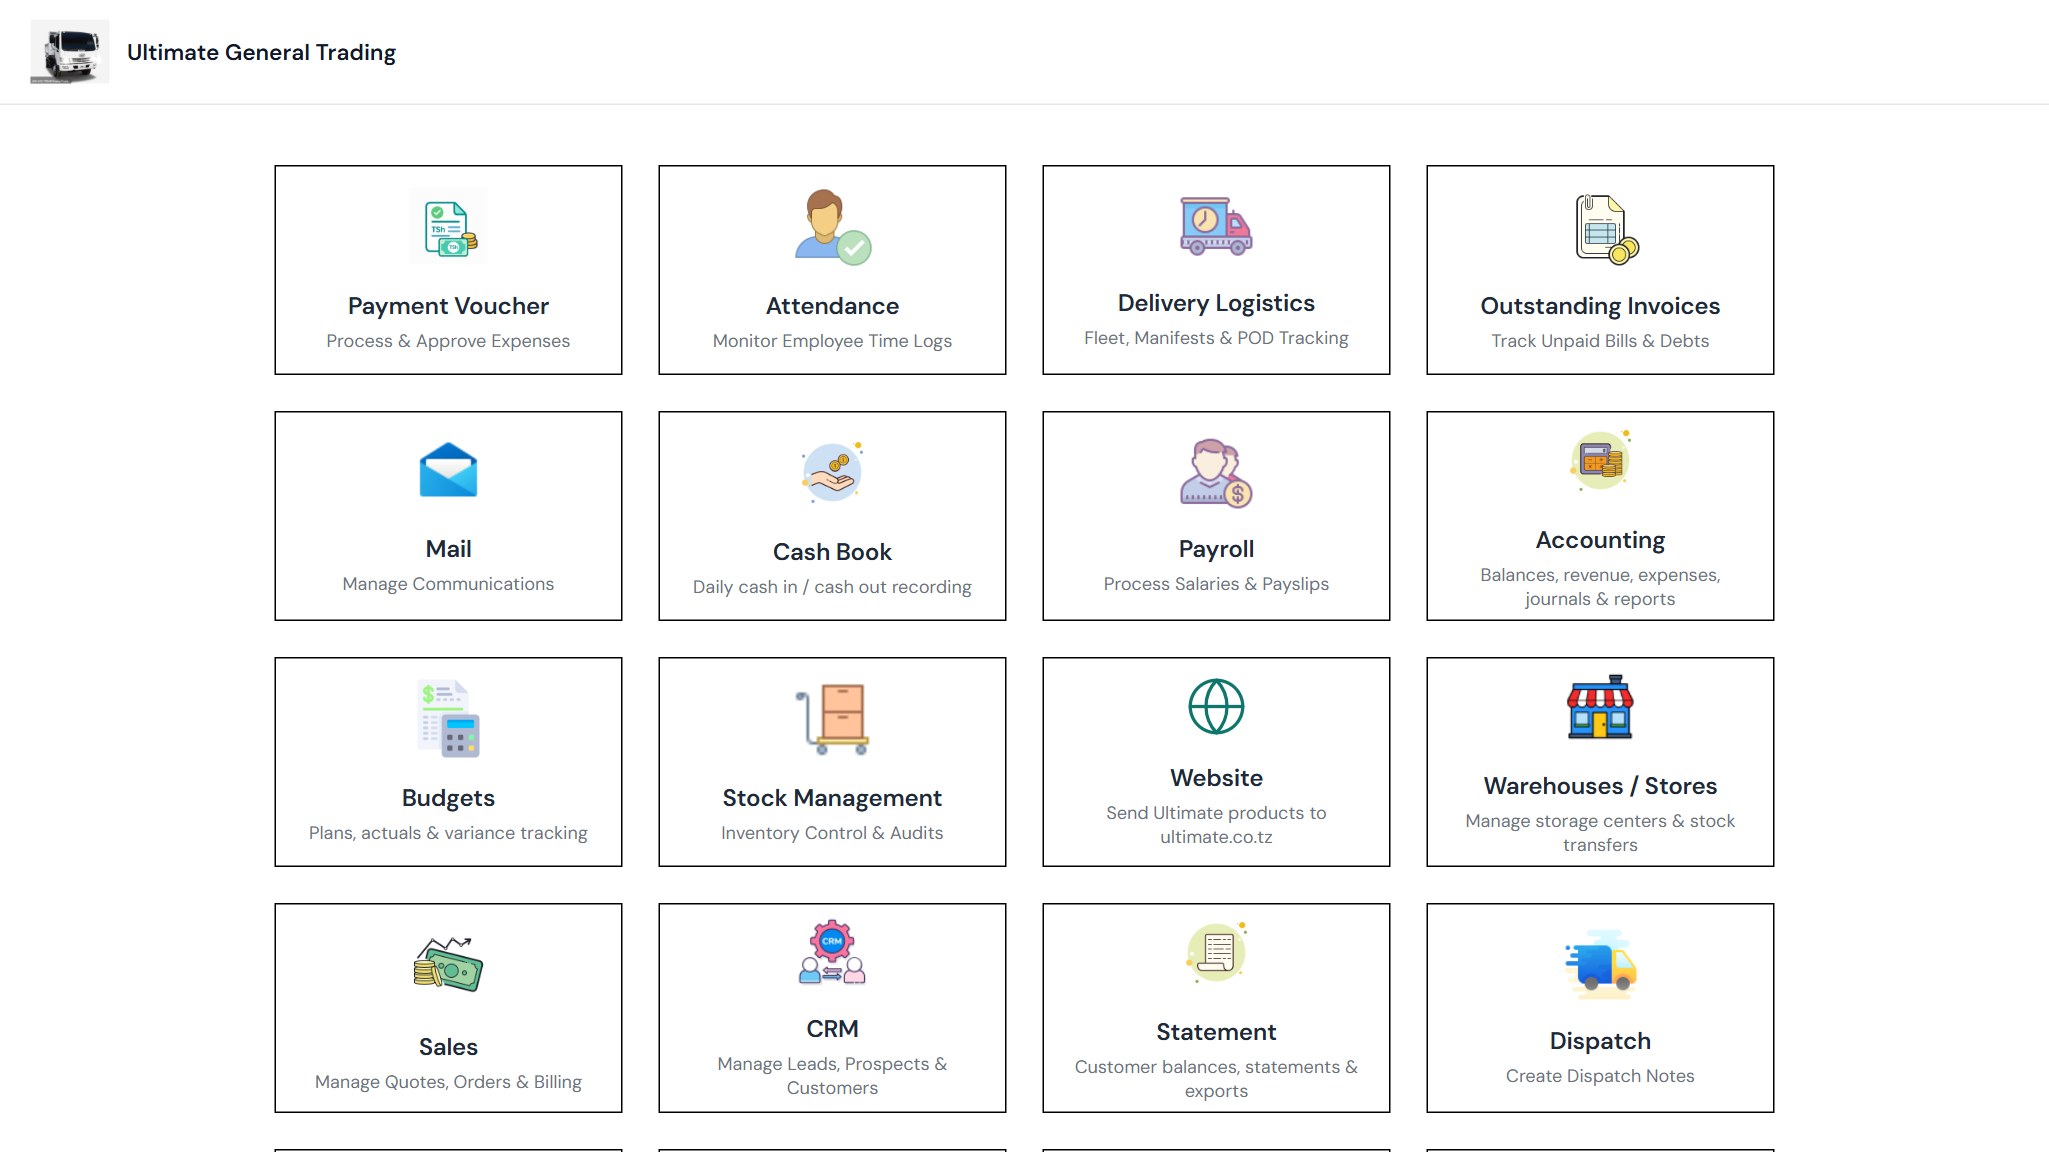 Ultimate General Trading
TSh
TSh
Payment Voucher
Process & Approve Expenses
Attendance
Monitor Employee Time Logs
Delivery Logistics
Fleet, Manifests & POD Tracking
Outstanding Invoices
Track Unpaid Bills & Debts
Mail
Manage Communications
Cash Book
Daily cash in / cash out recording
$
Payroll
Process Salaries & Payslips
Accounting
Balances, revenue, expenses,
journals & reports
$
Budgets
Plans, actuals & variance tracking
Stock Management
Inventory Control & Audits
Website
Send Ultimate products to
ultimate.co.tz
Warehouses / Stores
Manage storage centers & stock
transfers
Sales
Manage Quotes, Orders & Billing
CRM
CRM
Manage Leads, Prospects &
Customers
Statement
Customer balances, statements &
exports
Dispatch
Create Dispatch Notes